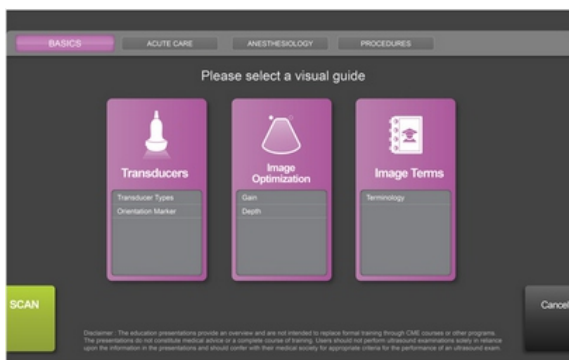 BASICS
ACUTE CARE
ANESTHESIOLOGY
PROCEDURES
Please select a visual guide
Transducers
Transducer Types
Orientation Marker
Image
Optimization
Gain
Depth
Image Terms
Terminology
SCAN
Cancel
Disclaimer : The education presentations provide an overview and are not intended to replace formal training through CME courses or other programs.
The presentations do not constitute medical advice or a complete course of training. Users should not perform ultrasound examinations solely in reliance
upon the information in the presentations and should confer with their medical society for appropriate criteria for the performance of an ultrasound exam.